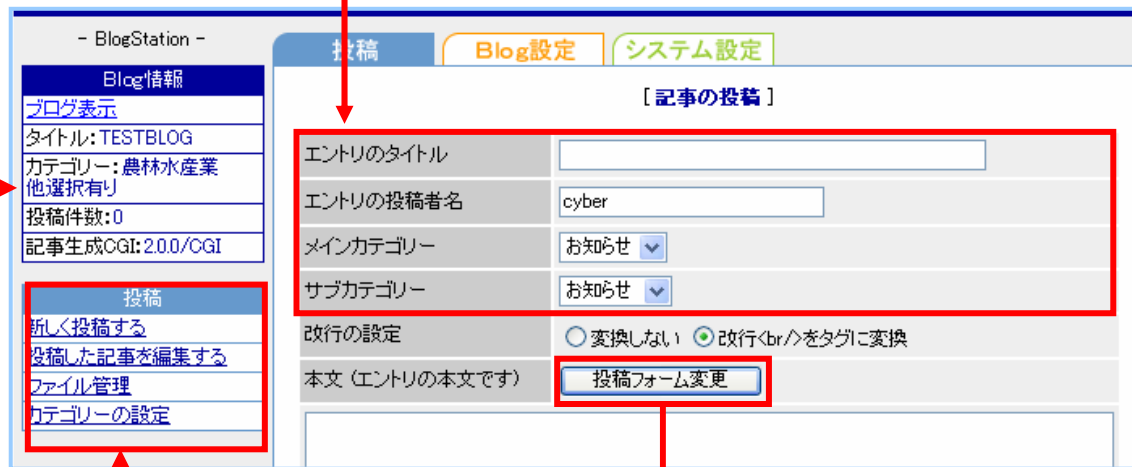 - BlogStation -
Blog情報
ブログ表示
タイトル:TESTBLOG
カテゴリー:農林水産業
他選択有り
投稿件数:0
記事生成CGI:2.0.0/CGI
投稿
新しく投稿する
投稿した記事を編集する
ファイル管理
カテゴリーの設定
投稿 Blog設定 システム設定
[ 記事の投稿 ]
エントリのタイトル
エントリの投稿者名 cyber
メインカテゴリー お知らせ
サブカテゴリー お知らせ
改行の設定 変換しない 改行<br/>をタグに変換
本文 (エントリの本文です) 投稿フォーム変更